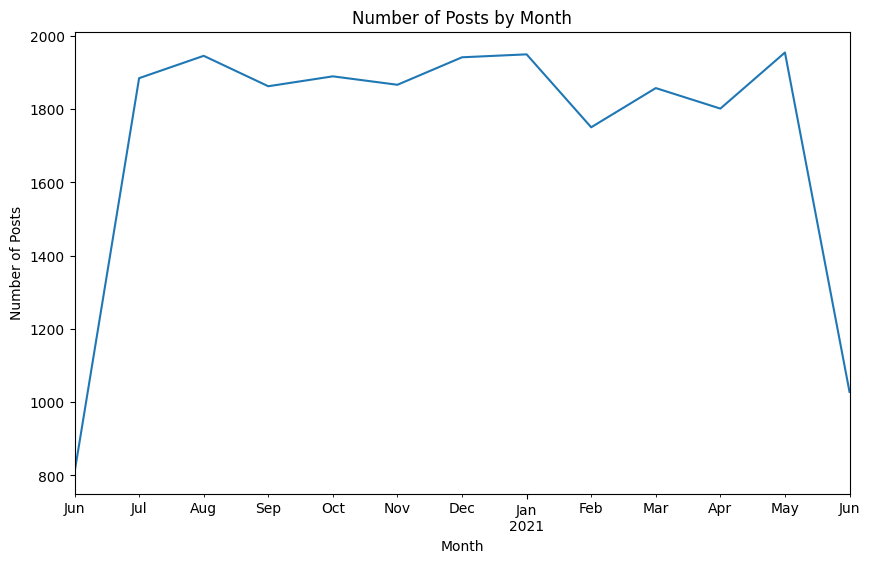 Number of Posts by Month
Number of Posts
2000
1800
1600
1400
1200
1000
800
Jun Jul Aug Sep Oct Nov Dec Jan Feb Mar Apr May Jun
2021
Month